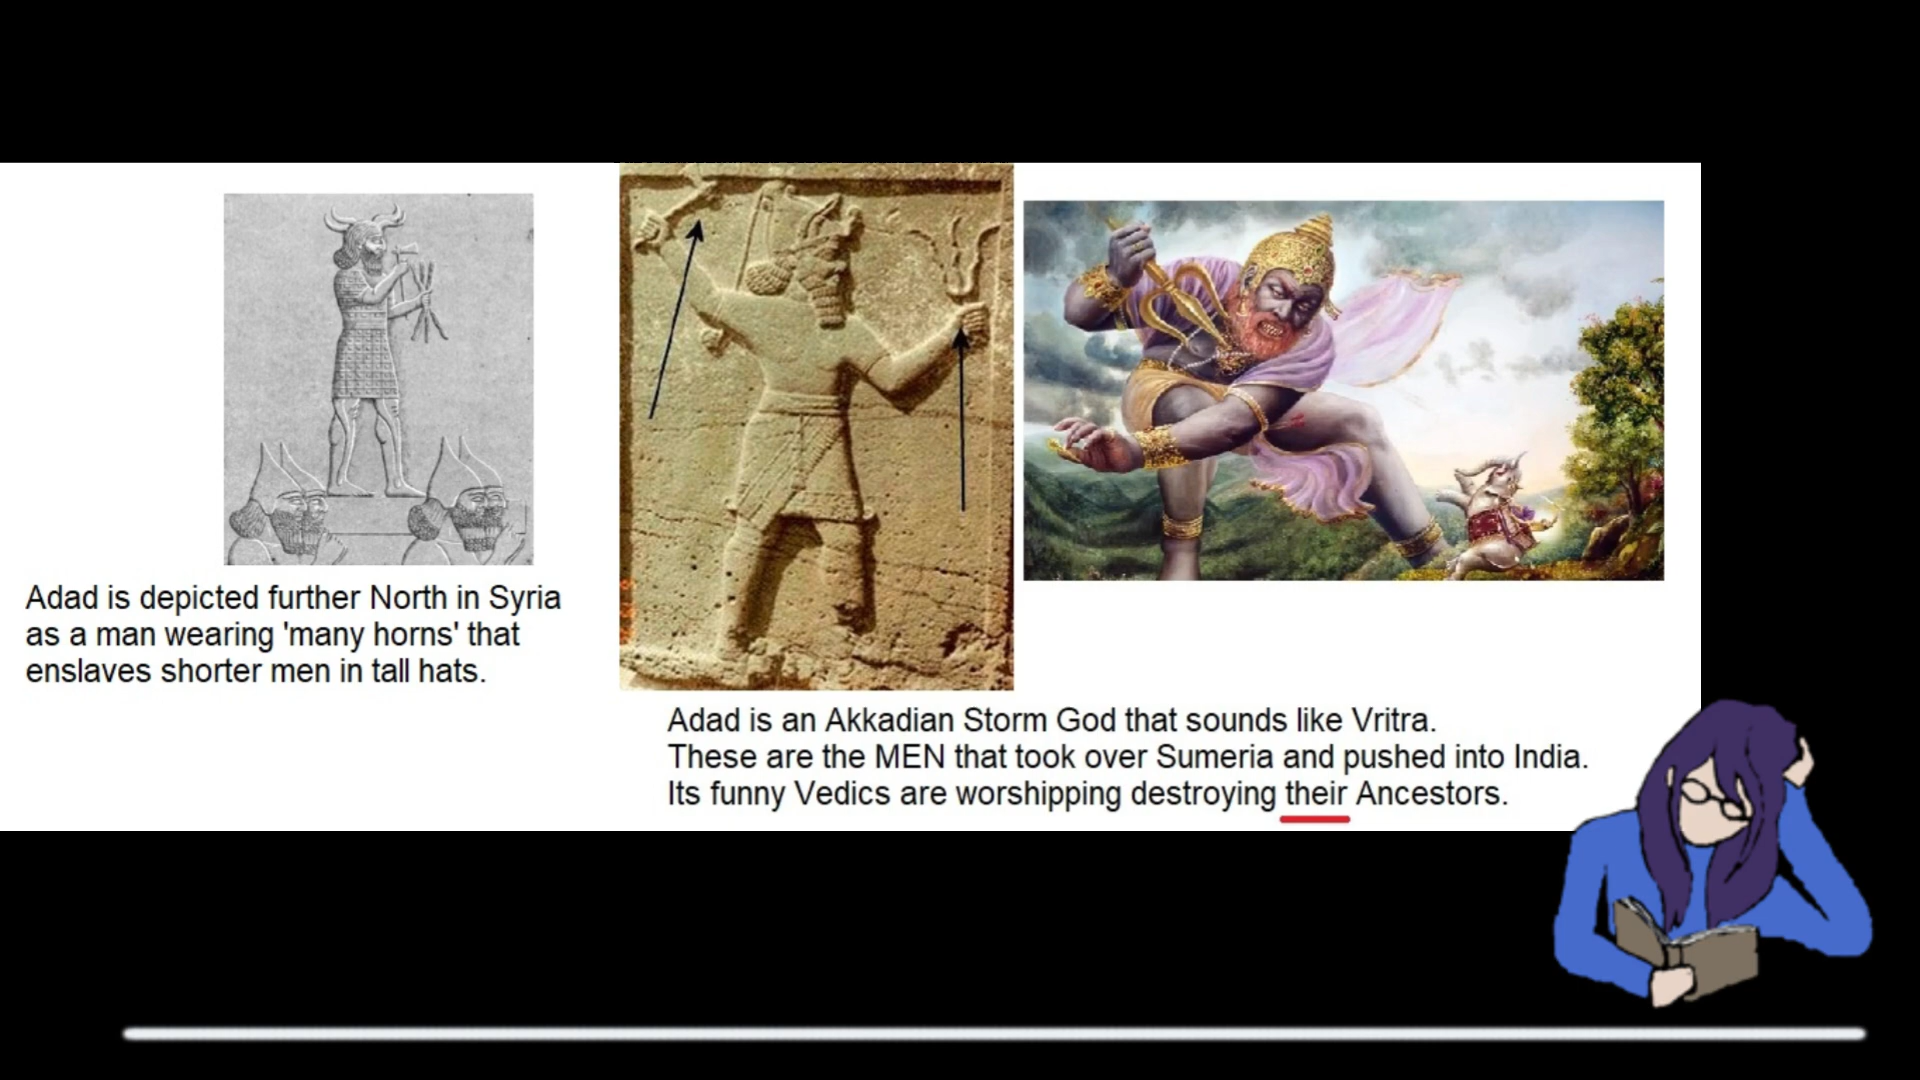 Adad is depicted further North in Syria
as a man wearing 'many horns' that
enslaves shorter men in tall hats.
Adad is an Akkadian Storm God that sounds like Vritra.
These are the MEN that took over Sumeria and pushed into India.
Its funny Vedics are worshipping destroying their Ancestors.